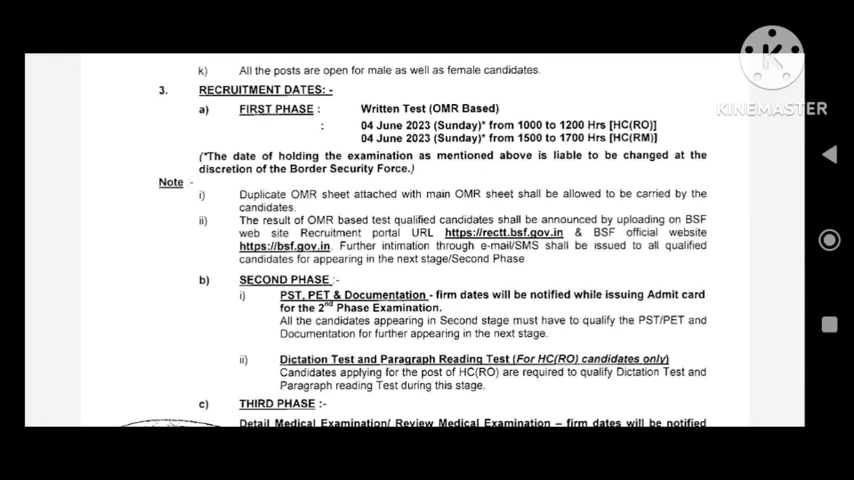 KINEMASTER
k) All the posts are open for male as well as female candidates.
3. RECRUITMENT DATES: -
a) FIRST PHASE : Written Test (OMR Based)
: 04 June 2023 (Sunday)* from 1000 to 1200 Hrs [HC(RO)]
04 June 2023 (Sunday)* from 1500 to 1700 Hrs [HC(RM)]
(*The date of holding the examination as mentioned above is liable to be changed at the
discretion of the Border Security Force.)
Note -
i) Duplicate OMR sheet attached with main OMR sheet shall be allowed to be carried by the
candidates.
ii) The result of OMR based test qualified candidates shall be announced by uploading on BSF
web site Recruitment portal URL https://rectt.bsf.gov.in & BSF official website
https://bsf.gov.in. Further intimation through e-mail/SMS shall be issued to all qualified
candidates for appearing in the next stage/Second Phase
b) SECOND PHASE :-
i) PST, PET & Documentation - firm dates will be notified while issuing Admit card
for the 2nd Phase Examination.
All the candidates appearing in Second stage must have to qualify the PST/PET and
Documentation for further appearing in the next stage.
ii) Dictation Test and Paragraph Reading Test (For HC(RO) candidates only)
Candidates applying for the post of HC(RO) are required to qualify Dictation Test and
Paragraph reading Test during this stage.
c) THIRD PHASE :-
Detail Medical Examination/ Review Medical Examination – firm dates will be notified